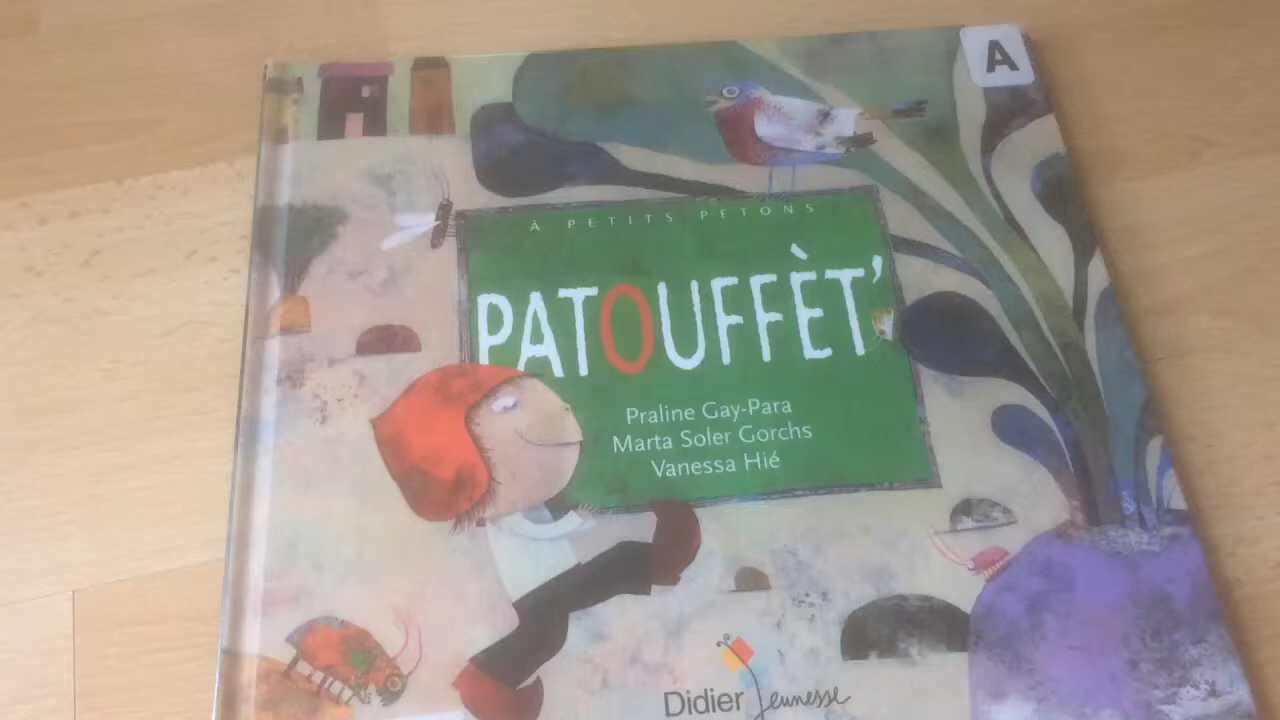 A
À PETITS PETONS
PATOUFFÈT'
Praline Gay-Para
Marta Soler Gorchs
Vanessa Hié
Didier Jeunesse